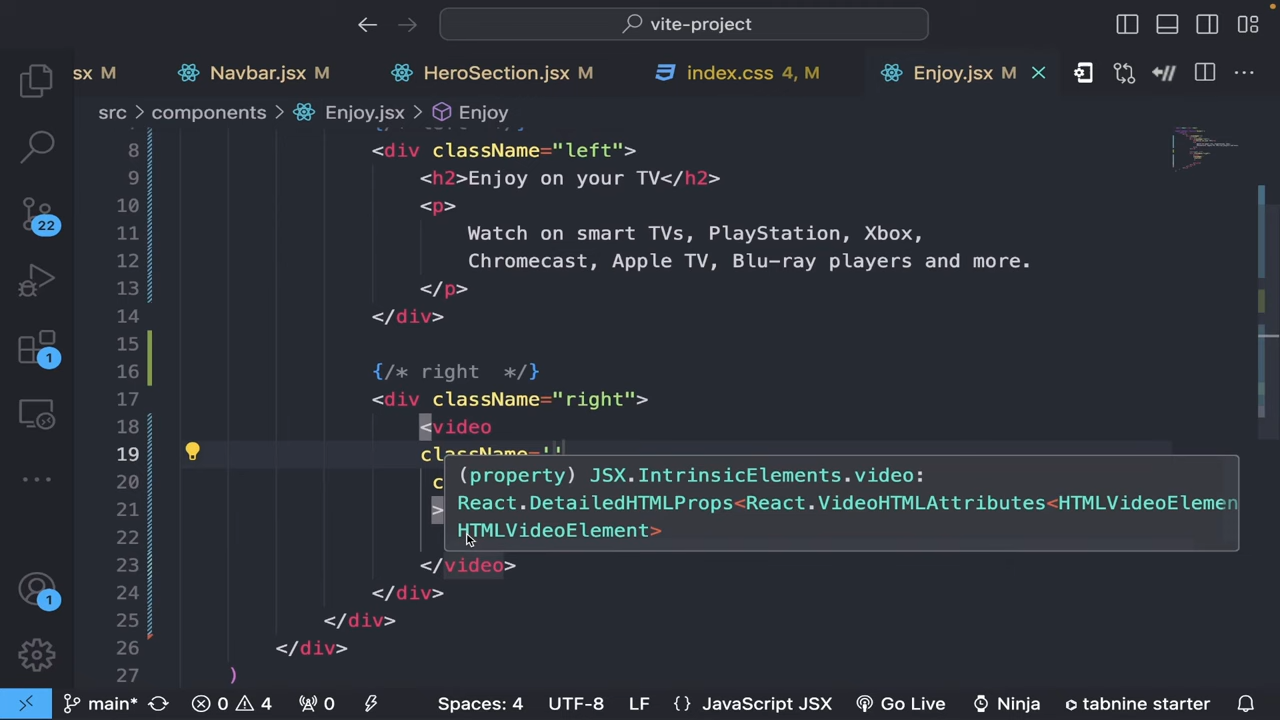 vite-project
sx M
Navbar.jsx M
HeroSection.jsx M
index.css 4, M
Enjoy.jsx M
src > components > Enjoy.jsx > Enjoy
8 <div className="left">
9 <h2>Enjoy on your TV</h2>
10 <p>
11 Watch on smart TVs, PlayStation, Xbox,
12 Chromecast, Apple TV, Blu-ray players and more.
13 </p>
14 </div>
15
16 {/* right  */}
17 <div className="right">
18 <video
19 className=''
20 c
21 >
22
23 </video>
24 </div>
25 </div>
26 </div>
27 )
(property) JSX.IntrinsicElements.video:
React.DetailedHTMLProps<React.VideoHTMLAttributes<HTMLVideoElemen
HTMLVideoElement>
22
1
1
main* 0 4 0 Spaces: 4 UTF-8 LF {} JavaScript JSX Go Live Ninja tabnine starter